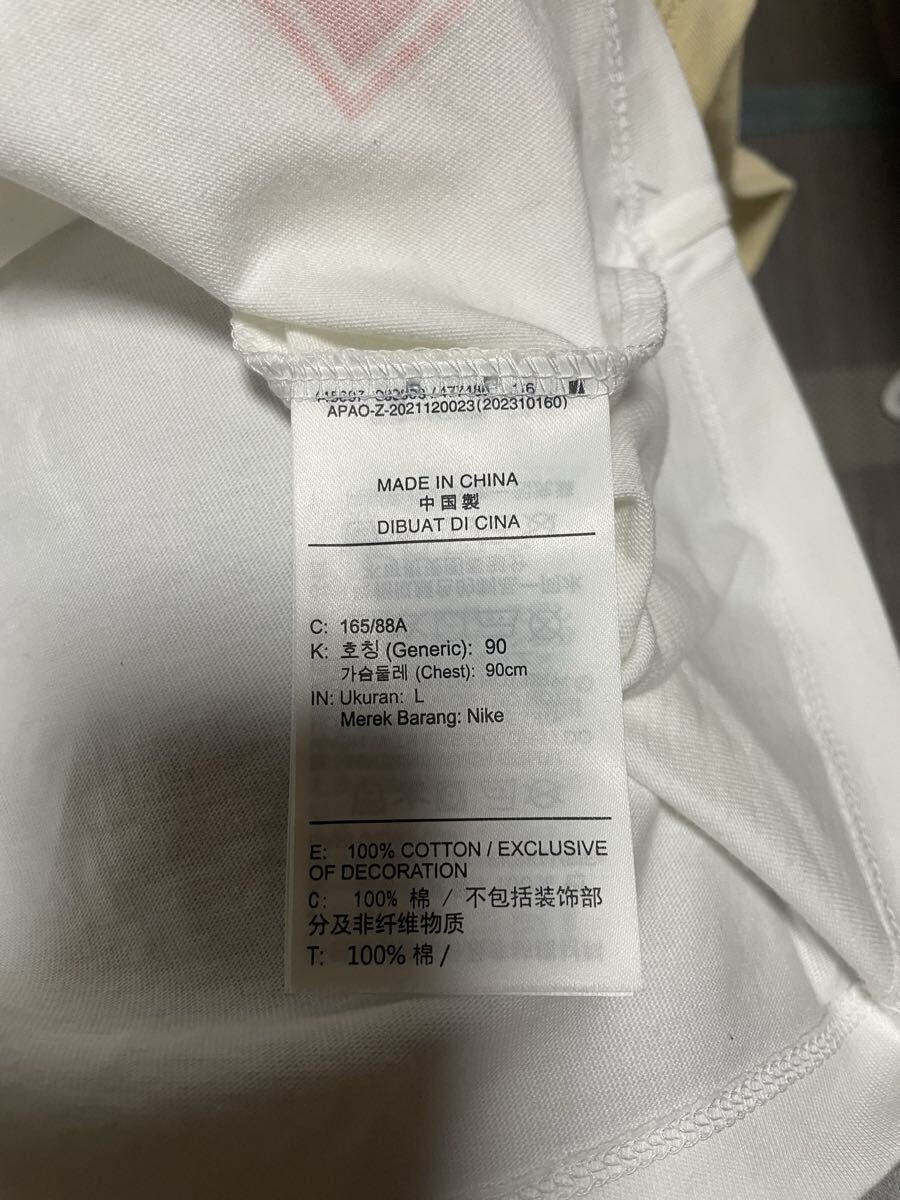 APAO-Z-2021120023(202310160)
MADE IN CHINA
中国製
DIBUAT DI CINA
C: 165/88A
K: 호칭 (Generic): 90
가슴둘레 (Chest): 90cm
IN: Ukuran: L
Merek Barang: Nike
E: 100% COTTON / EXCLUSIVE
OF DECORATION
C: 100% 棉 / 不包括装饰部
分及非纤维物质
T: 100% 棉 /